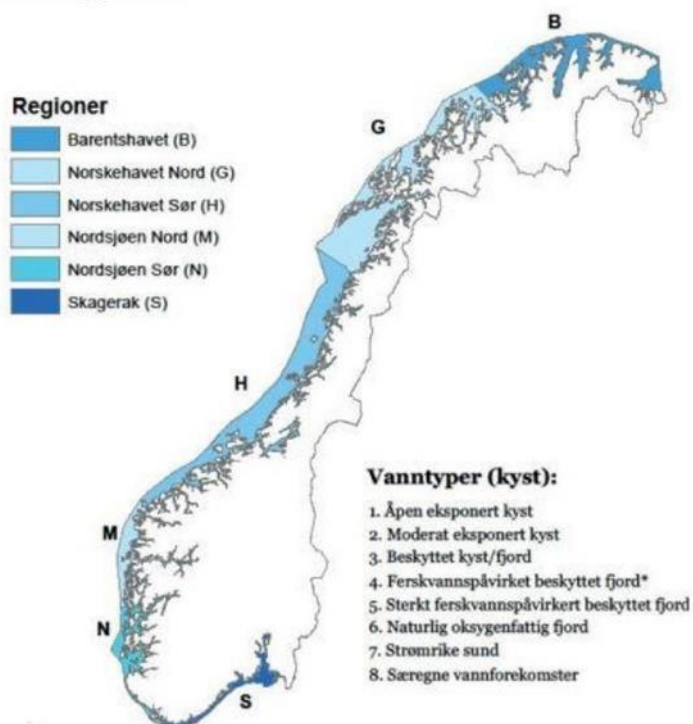 B
Regioner
Barentshavet (B)
Norskehavet Nord (G)
Norskehavet Sør (H)
Nordsjøen Nord (M)
Nordsjøen Sør (N)
Skagerak (S)
G
H
M
N
S
Vanntyper (kyst):
1. Åpen eksponert kyst
2. Moderat eksponert kyst
3. Beskyttet kyst/fjord
4. Ferskvannspåvirket beskyttet fjord*
5. Sterkt ferskvannspåvirkert beskyttet fjord
6. Naturlig oksygenfattig fjord
7. Strømrike sund
8. Særegne vannforekomster